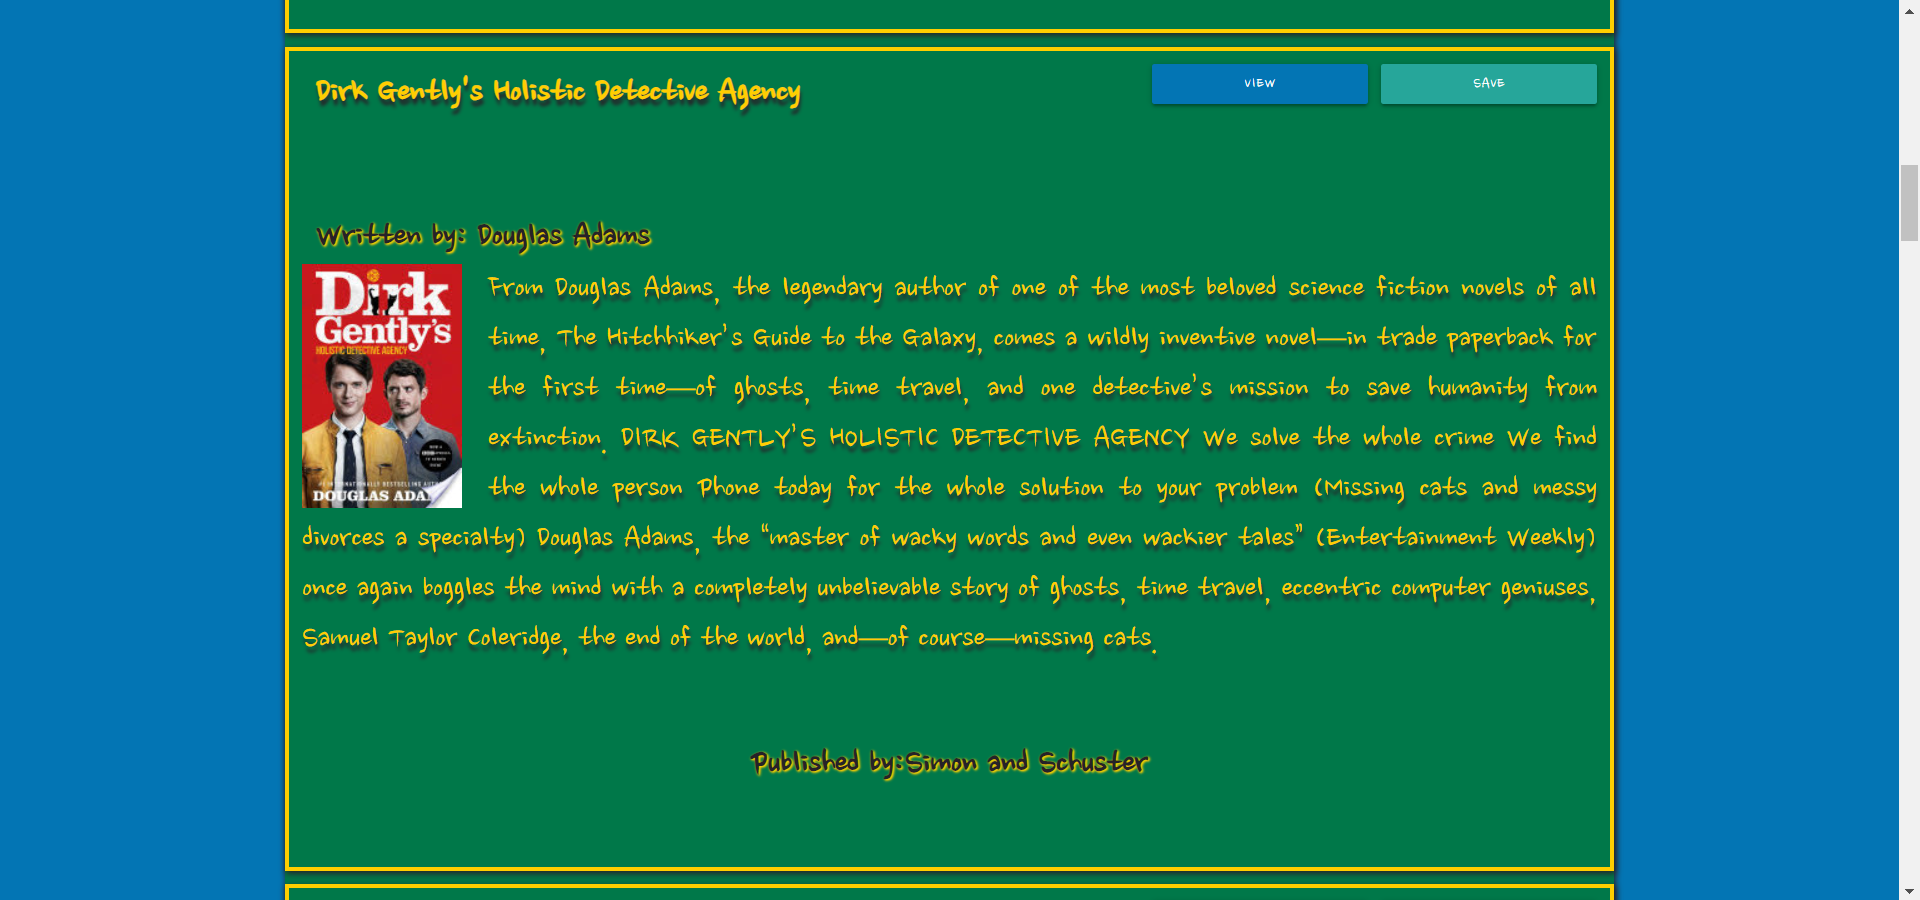 Dirk Gently's Holistic Detective Agency
VIEW
SAVE
Written by: Douglas Adams
Dirk
Gently's
HOLISTIC DETECTIVE AGENCY
DOUGLAS ADA
From Douglas Adams, the legendary author of one of the most beloved science fiction novels of all
time, The Hitchhiker’s Guide to the Galaxy, comes a wildly inventive novel—in trade paperback for
the first time—of ghosts, time travel, and one detective’s mission to save humanity from
extinction. DIRK GENTLY’S HOLISTIC DETECTIVE AGENCY We solve the whole crime We find
the whole person Phone today for the whole solution to your problem (Missing cats and messy
divorces a specialty) Douglas Adams, the “master of wacky words and even wackier tales” (Entertainment Weekly)
once again boggles the mind with a completely unbelievable story of ghosts, time travel, eccentric computer geniuses,
Samuel Taylor Coleridge, the end of the world, and—of course—missing cats.
Published by:Simon and Schuster